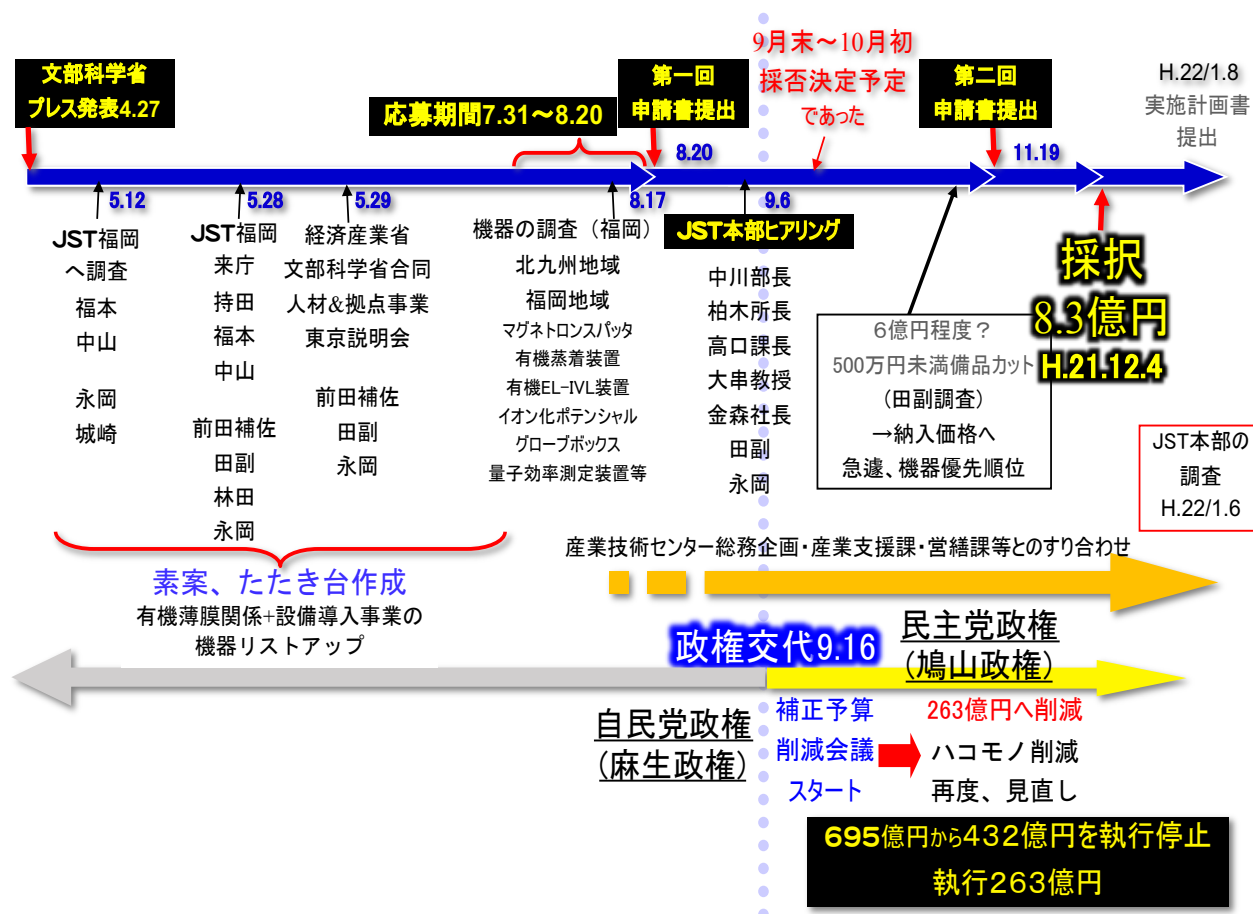 文部科学省
プレス発表4.27
応募期間7.31～8.20
第一回
申請書提出
9月末～10月初
採否決定予定
であった
第二回
申請書提出
H.22/1.8
実施計画書
提出
5.12
5.28
5.29
8.17
8.20
9.6
11.19
JST福岡
へ調査
福本
中山
永岡
城崎
JST福岡
来庁
持田
福本
中山
前田補佐
田副
林田
永岡
経済産業省
文部科学省合同
人材&拠点事業
東京説明会
前田補佐
田副
永岡
機器の調査（福岡）
北九州地域
福岡地域
マグネトロンスパッタ
有機蒸着装置
有機EL-IVL装置
イオン化ポテンシャル
グローブボックス
量子効率測定装置等
JST本部ヒアリング
中川部長
柏木所長
高口課長
大串教授
金森社長
田副
永岡
6億円程度？
500万円未満備品カット
(田副調査)
→納入価格へ
急遽、機器優先順位
採択
8.3億円
H.21.12.4
JST本部の
調査
H.22/1.6
素案、たたき台作成
有機薄膜関係+設備導入事業の
機器リストアップ
産業技術センター総務企画・産業支援課・営繕課等とのすり合わせ
政権交代9.16
民主党政権
(鳩山政権)
自民党政権
(麻生政権)
補正予算
削減会議
スタート
263億円へ削減
ハコモノ削減
再度、見直し
695億円から432億円を執行停止
執行263億円